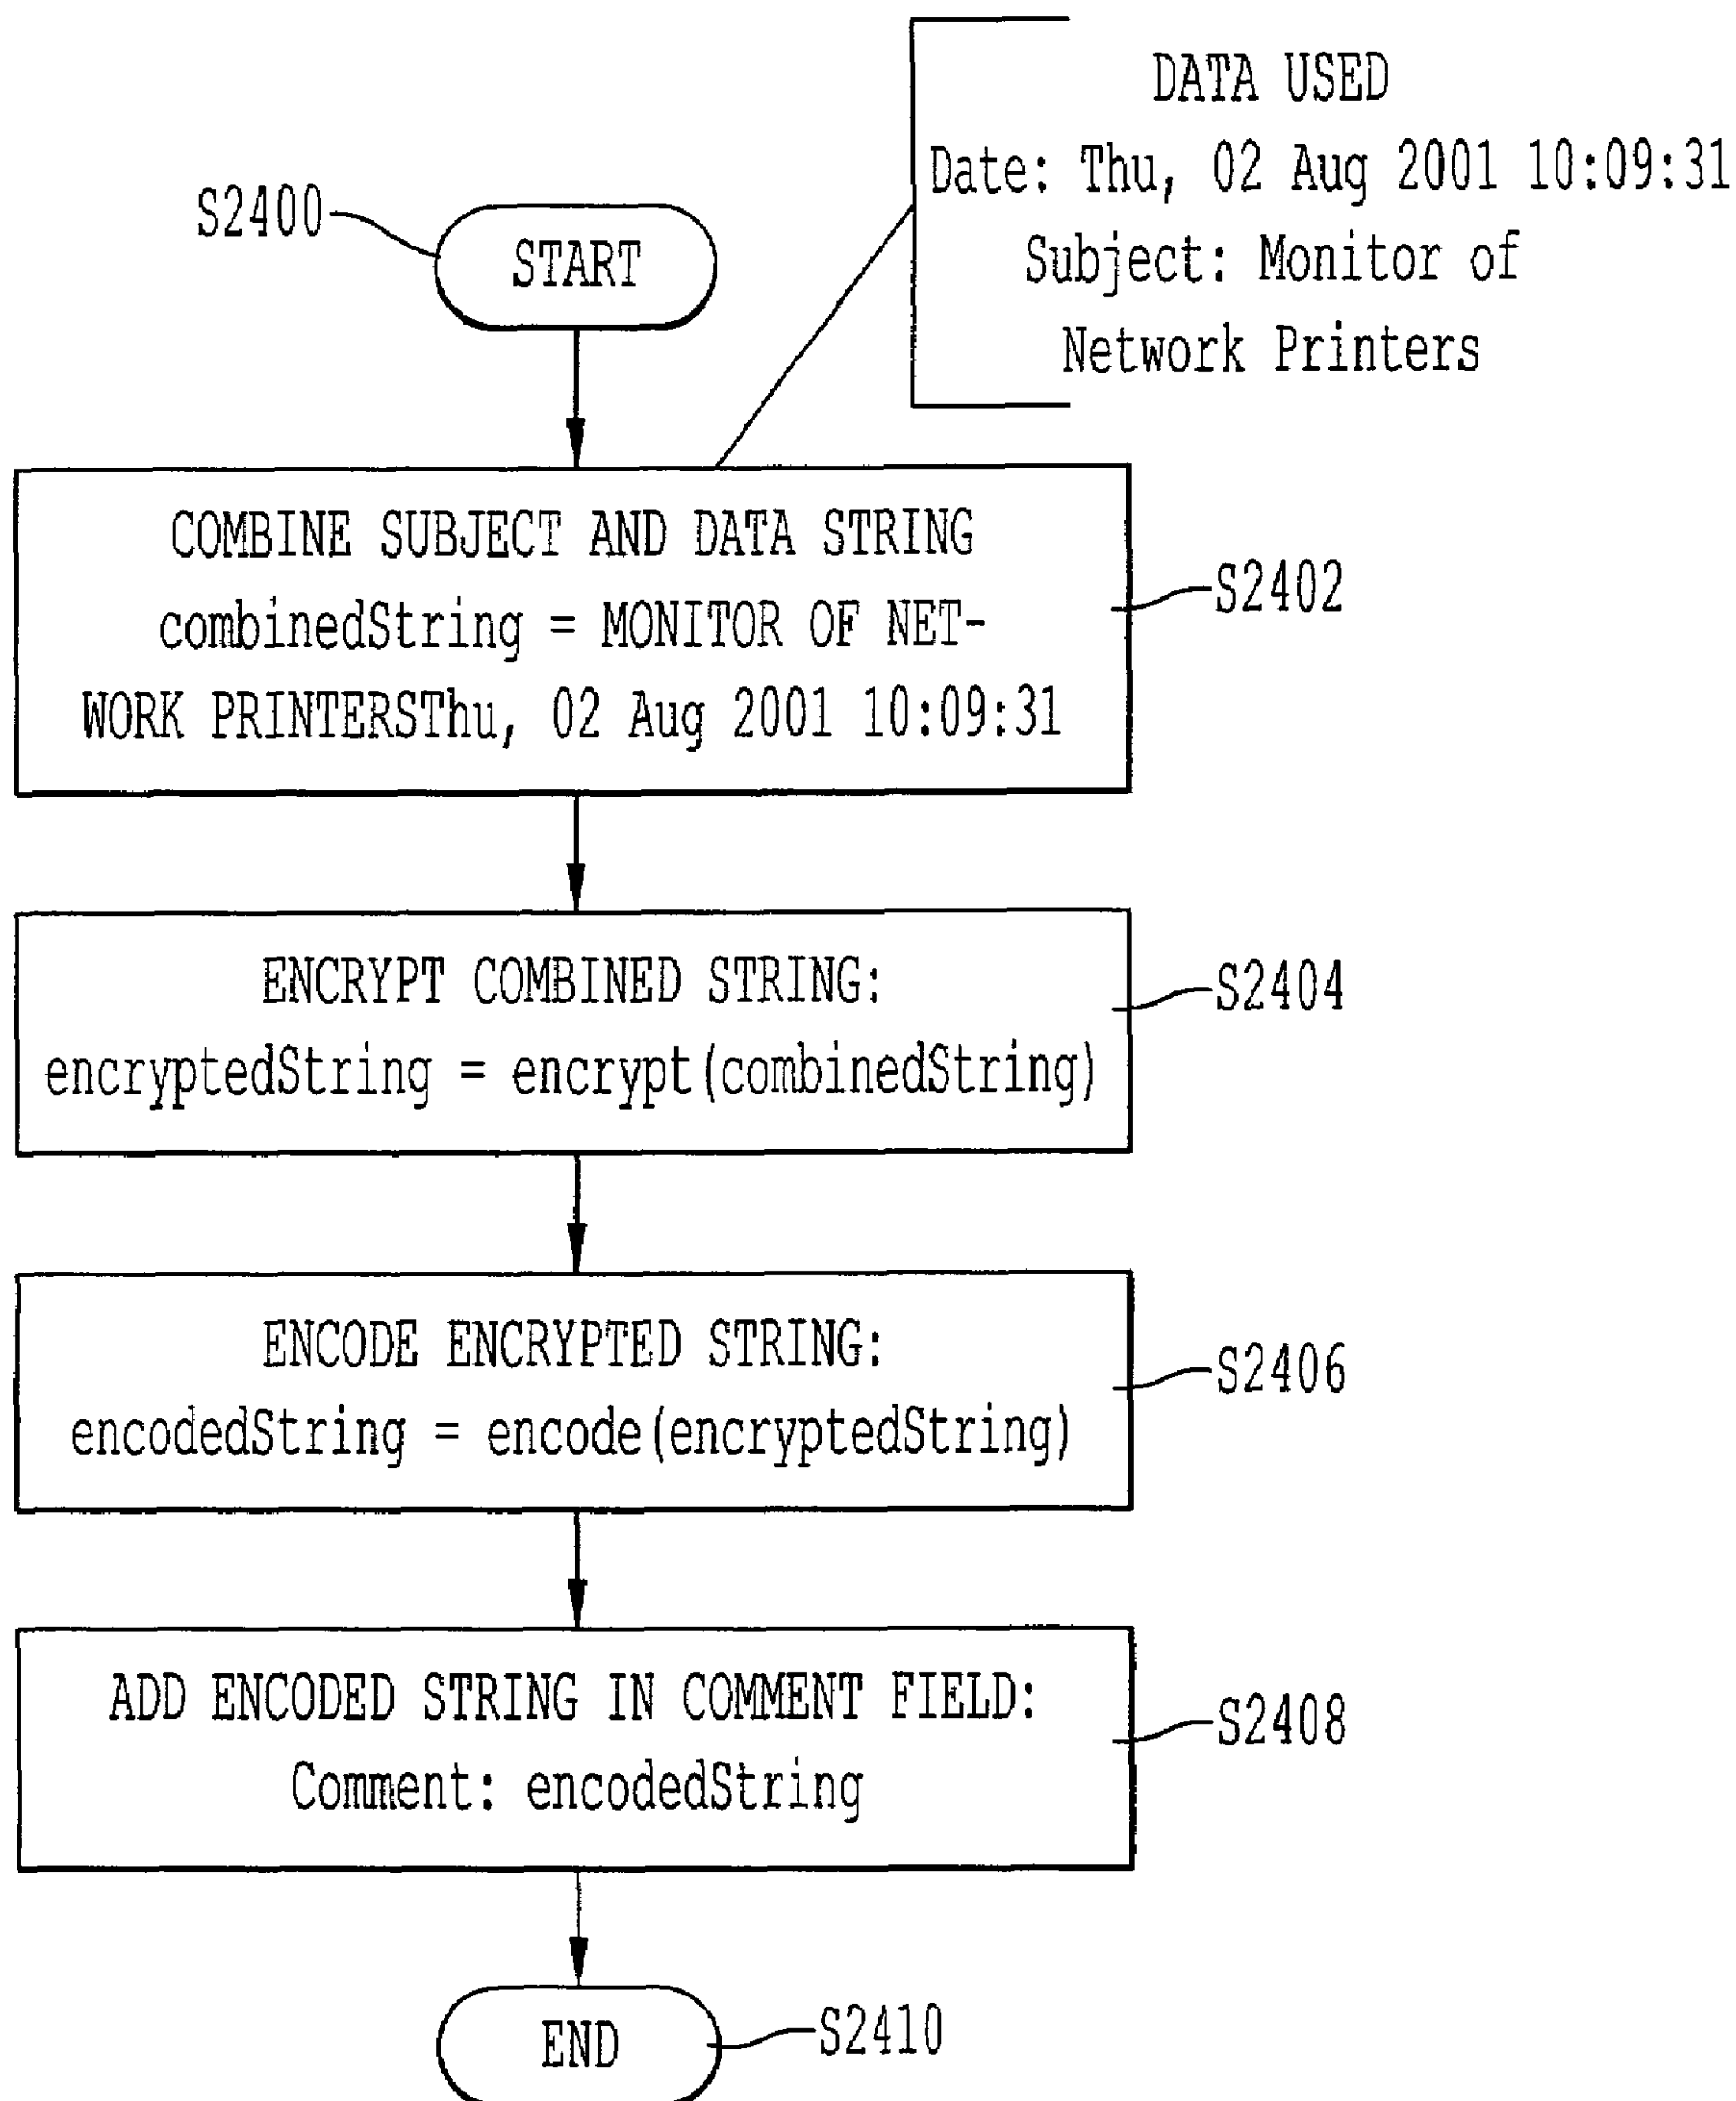 DATA USED
Date: Thu, 02 Aug 2001 10:09:31
Subject: Monitor of
Network Printers
S2400
START
COMBINE SUBJECT AND DATA STRING
combinedString = MONITOR OF NET-
WORK PRINTERSThu, 02 Aug 2001 10:09:31
S2402
ENCRYPT COMBINED STRING:
encryptedString = encrypt(combinedString)
S2404
ENCODE ENCRYPTED STRING:
encodedString = encode(encryptedString)
S2406
ADD ENCODED STRING IN COMMENT FIELD:
Comment: encodedString
S2408
END
S2410